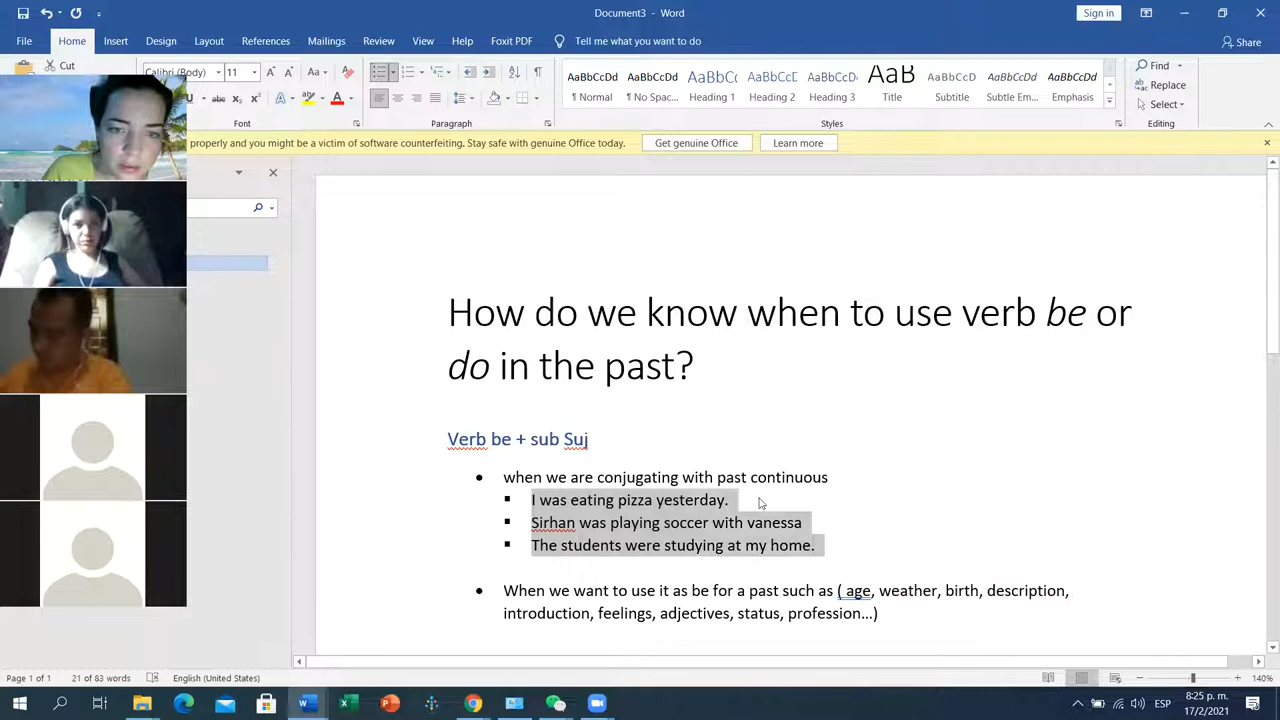 Document3 - Word
Sign in
File Home Insert Design Layout References Mailings Review View Help Foxit PDF Tell me what you want to do Share
Cut
Calibri (Body) 11
Aa
Find
Replace
Select
AaBbCcDd AaBbCcDd AaBbCc AaBbCcD AaBbCcD AaB AaBbCcD AaBbCcDd AaBbCcDd
¶ Normal ¶ No Spac... Heading 1 Heading 2 Heading 3 Title Subtitle Subtle Em... Emphasis
Font Paragraph Styles Editing
properly and you might be a victim of software counterfeiting. Stay safe with genuine Office today. Get genuine Office Learn more
How do we know when to use verb be or
do in the past?
Verb be + sub Suj
when we are conjugating with past continuous
I was eating pizza yesterday.
Sirhan was playing soccer with vanessa
The students were studying at my home.
When we want to use it as be for a past such as ( age, weather, birth, description,
introduction, feelings, adjectives, status, profession...)
Page 1 of 1 21 of 83 words English (United States) 140%
ESP 8:25 p. m.
17/2/2021